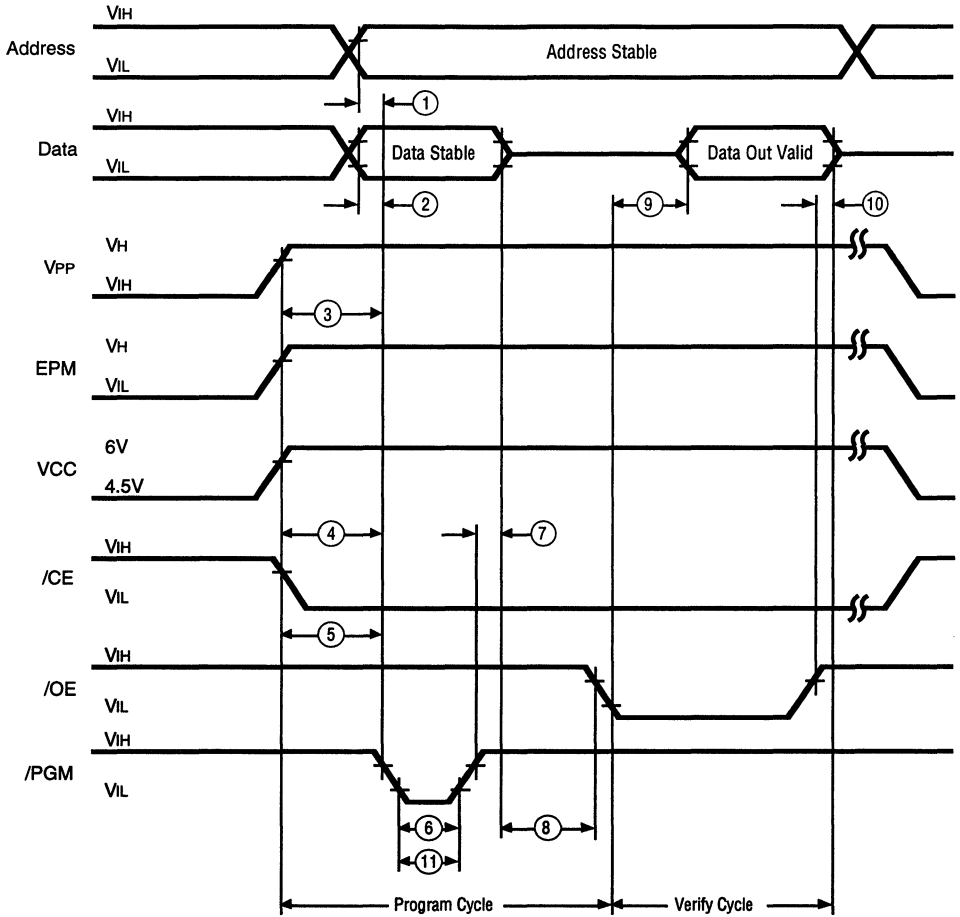 VIH
Address
Address Stable
VIL
1
VIH
Data
Data Stable
Data Out Valid
VIL
2
9
10
VH
VPP
VIH
3
VH
EPM
VIL
6V
VCC
4.5V
4
7
VIH
/CE
VIL
5
VIH
/OE
VIL
VIH
/PGM
VIL
6
8
11
Program Cycle
Verify Cycle